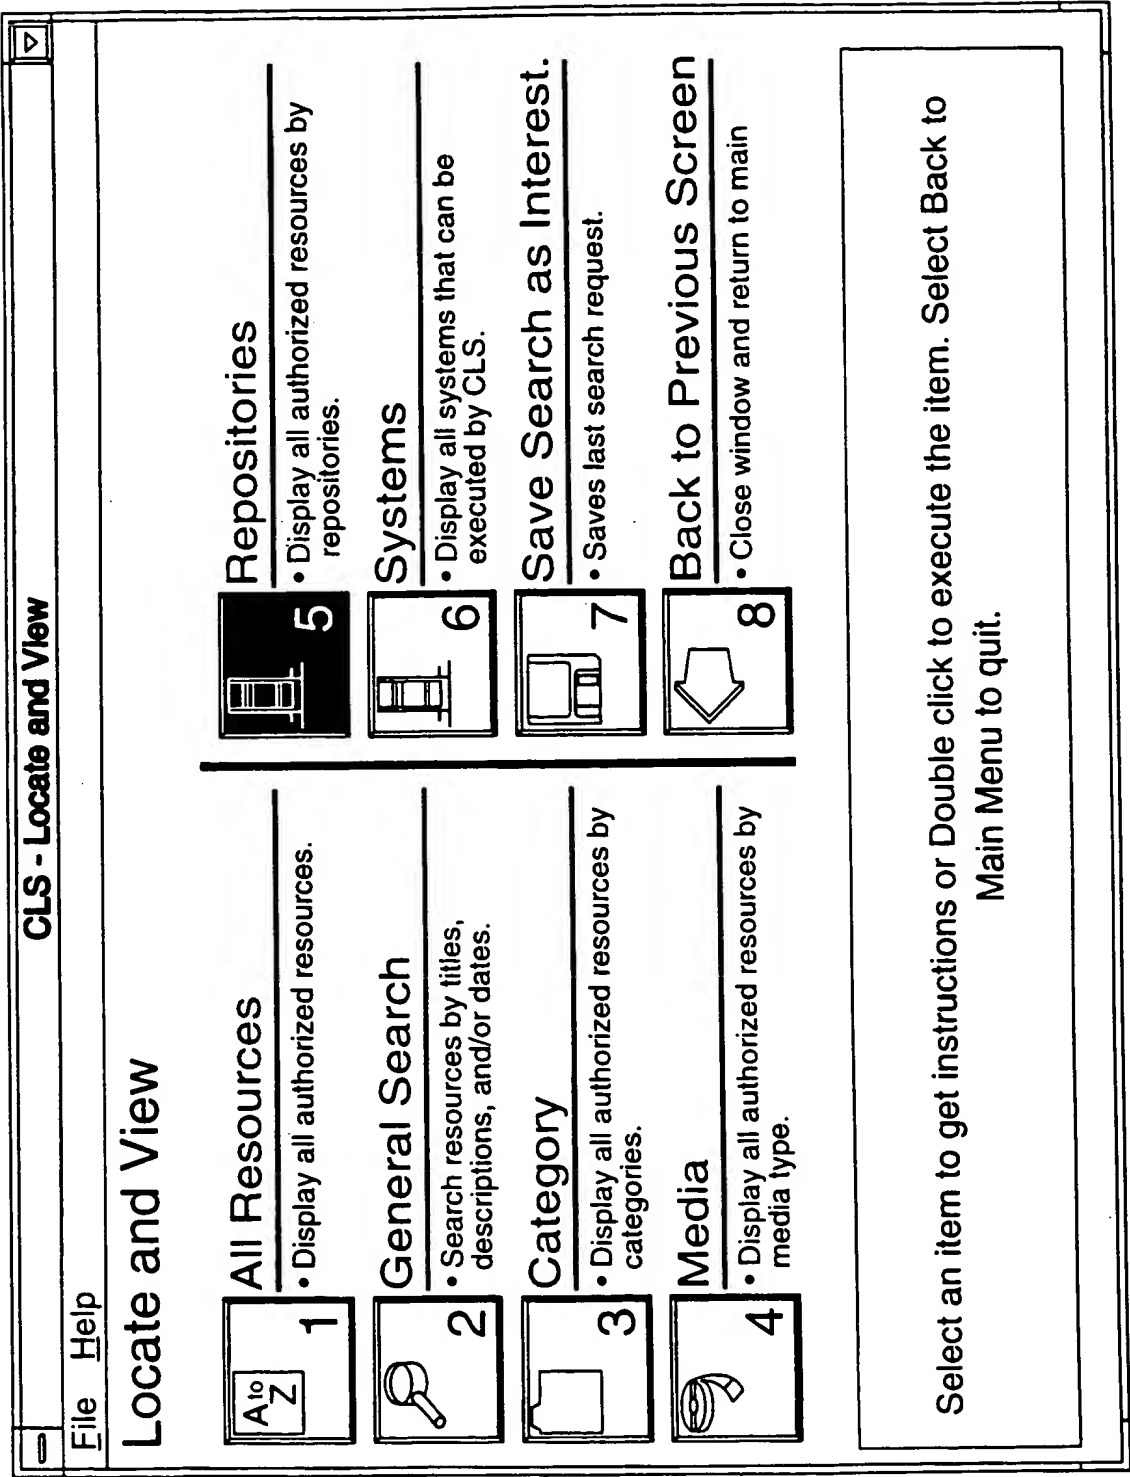 CLS - Locate and View
File Help
Locate and View
A to
Z
1
All Resources
• Display all authorized resources.
2
General Search
• Search resources by titles,
descriptions, and/or dates.
3
Category
• Display all authorized resources by
categories.
4
Media
• Display all authorized resources by
media type.
5
Repositories
• Display all authorized resources by
repositories.
6
Systems
• Display all systems that can be
executed by CLS.
7
Save Search as Interest.
• Saves last search request.
8
Back to Previous Screen
• Close window and return to main
Select an item to get instructions or Double click to execute the item. Select Back to
Main Menu to quit.